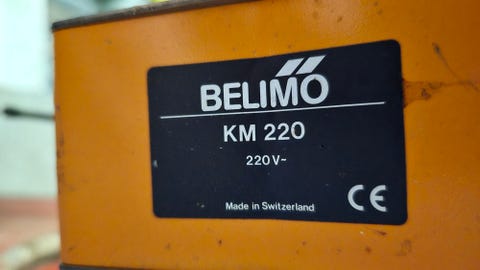 BELIMO
KM 220
220V~
Made in Switzerland
CE